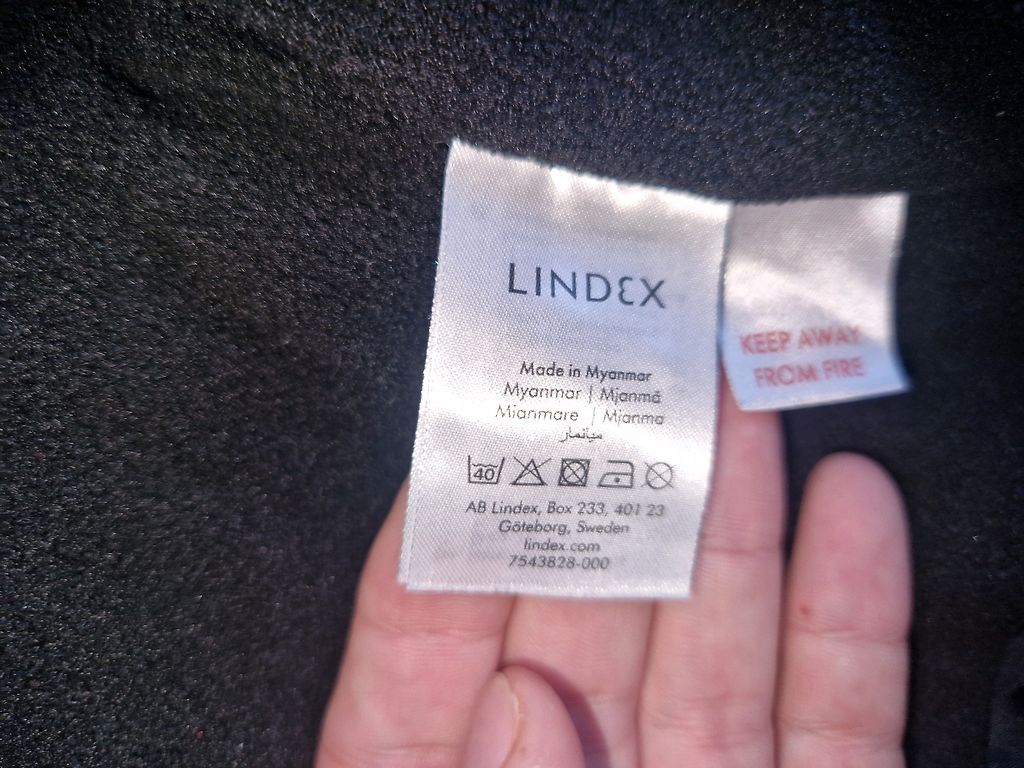 LINDEX
Made in Myanmar
Myanmar | Mjanmá
Mianmare | Mjanma
ميانمار
40
AB Lindex, Box 233, 401 23
Göteborg, Sweden
lindex.com
7543828-000
KEEP AWAY
FROM FIRE